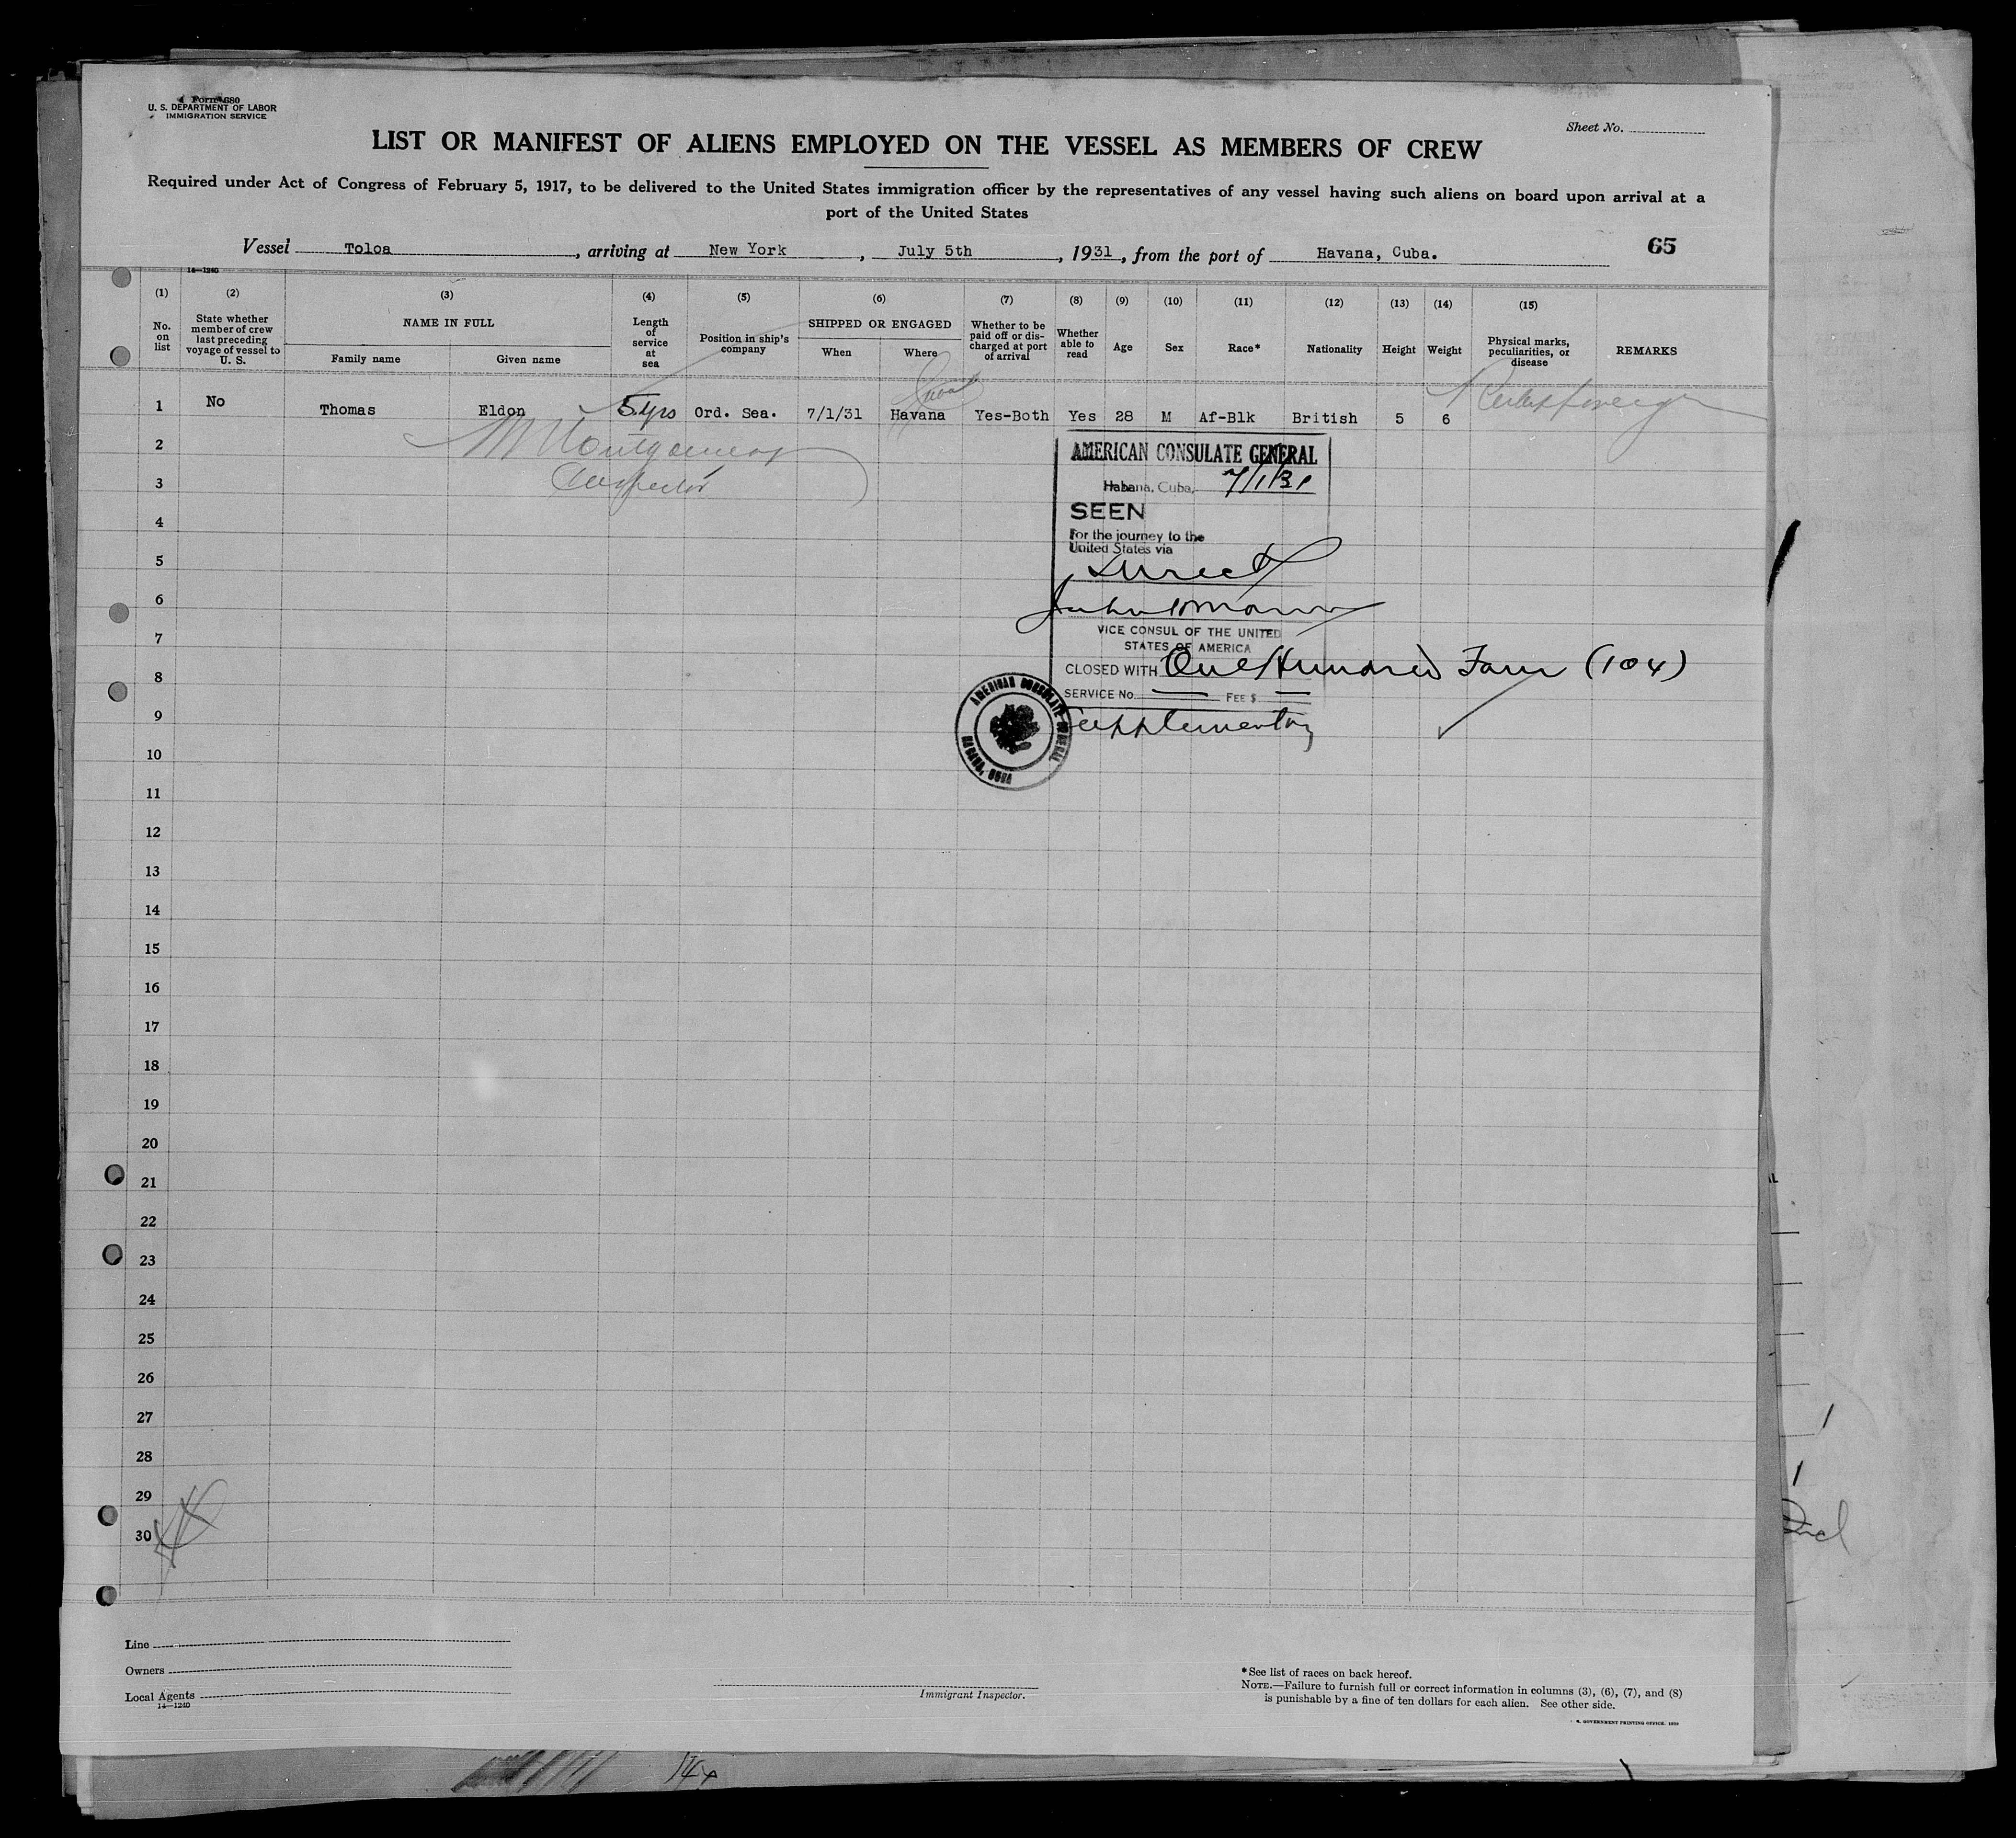 Form 680
U. S. DEPARTMENT OF LABOR
IMMIGRATION SERVICE
Sheet No.
LIST OR MANIFEST OF ALIENS EMPLOYED ON THE VESSEL AS MEMBERS OF CREW
Required under Act of Congress of February 5, 1917, to be delivered to the United States immigration officer by the representatives of any vessel having such aliens on board upon arrival at a
port of the United States
Vessel Toloa, arriving at New York, July 5th, 1931, from the port of Havana, Cuba. 65
14—1240
(1) (2) (3) (4) (5) (6) (7) (8) (9) (10) (11) (12) (13) (14) (15)
No. on list
State whether member of crew last preceding voyage of vessel to U. S.
NAME IN FULL
Family name Given name
Length of service at sea
Position in ship's company
SHIPPED OR ENGAGED
When Where
Whether to be paid off or discharged at port of arrival
Whether able to read
Age
Sex
Race*
Nationality
Height
Weight
Physical marks, peculiarities, or disease
REMARKS
1 No Thomas Eldon 5 yrs Ord. Sea. 7/1/31 Havana Yes-Both Yes 28 M Af-Blk British 5 6
2 Montgomery
3 Inspector
AMERICAN CONSULATE GENERAL
Habana, Cuba, 7/1/31
SEEN
4
For the journey to the
United States via
5 Direct
6
7 VICE CONSUL OF THE UNITED
STATES OF AMERICA
8 CLOSED WITH One Hundred Four (104)
SERVICE No. — FEE $ —
9 Supplementary
AMERICAN CONSULATE GENERAL
HABANA, CUBA
10
11
12
13
14
15
16
17
18
19
20
21
22
23
24
25
26
27
28
29
30
Line
Owners
Local Agents
14—1240
Immigrant Inspector.
*See list of races on back hereof.
NOTE.—Failure to furnish full or correct information in columns (3), (6), (7), and (8)
is punishable by a fine of ten dollars for each alien. See other side.